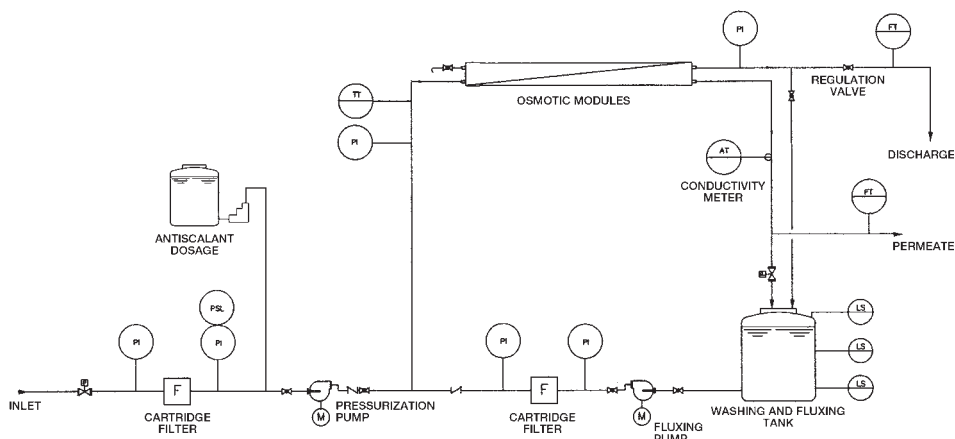 PI
FT
REGULATION
VALVE
OSMOTIC MODULES
TT
PI
DISCHARGE
AT
CONDUCTIVITY
METER
FT
PERMEATE
ANTISCALANT
DOSAGE
PSL
PI
PI
PI
PI
LS
LS
LS
F
F
M
M
INLET
CARTRIDGE
FILTER
PRESSURIZATION
PUMP
CARTRIDGE
FILTER
FLUXING
PUMP
WASHING AND FLUXING
TANK